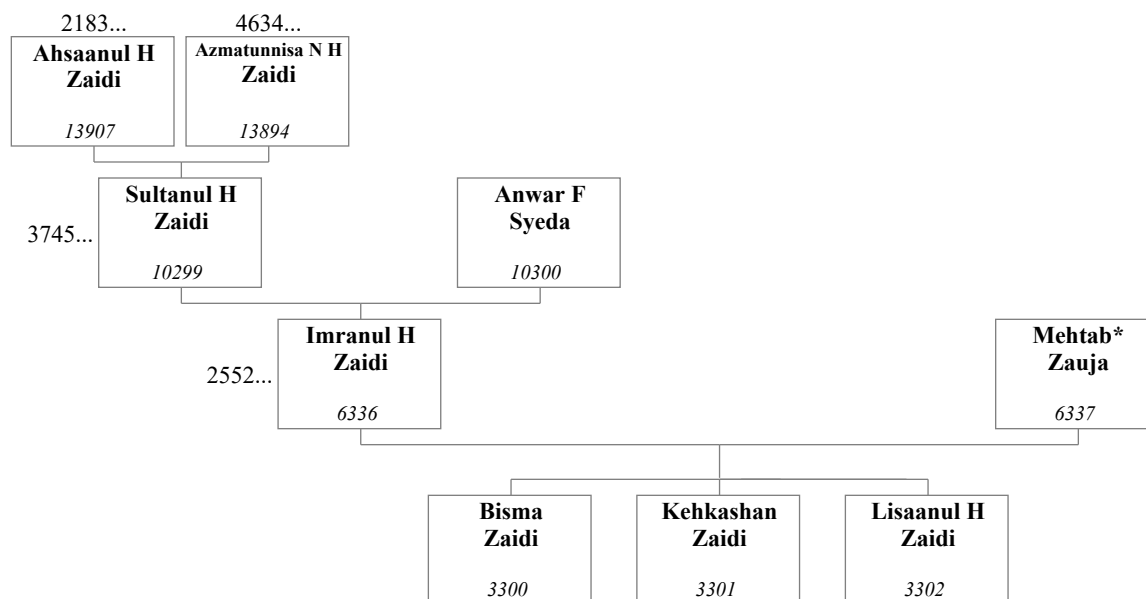 2183...
4634...
Ahsaanul H
Zaidi
13907
Azmatunnisa N H
Zaidi
13894
3745...
Sultanul H
Zaidi
10299
Anwar F
Syeda
10300
2552...
Imranul H
Zaidi
6336
Mehtab*
Zauja
6337
Bisma
Zaidi
3300
Kehkashan
Zaidi
3301
Lisaanul H
Zaidi
3302